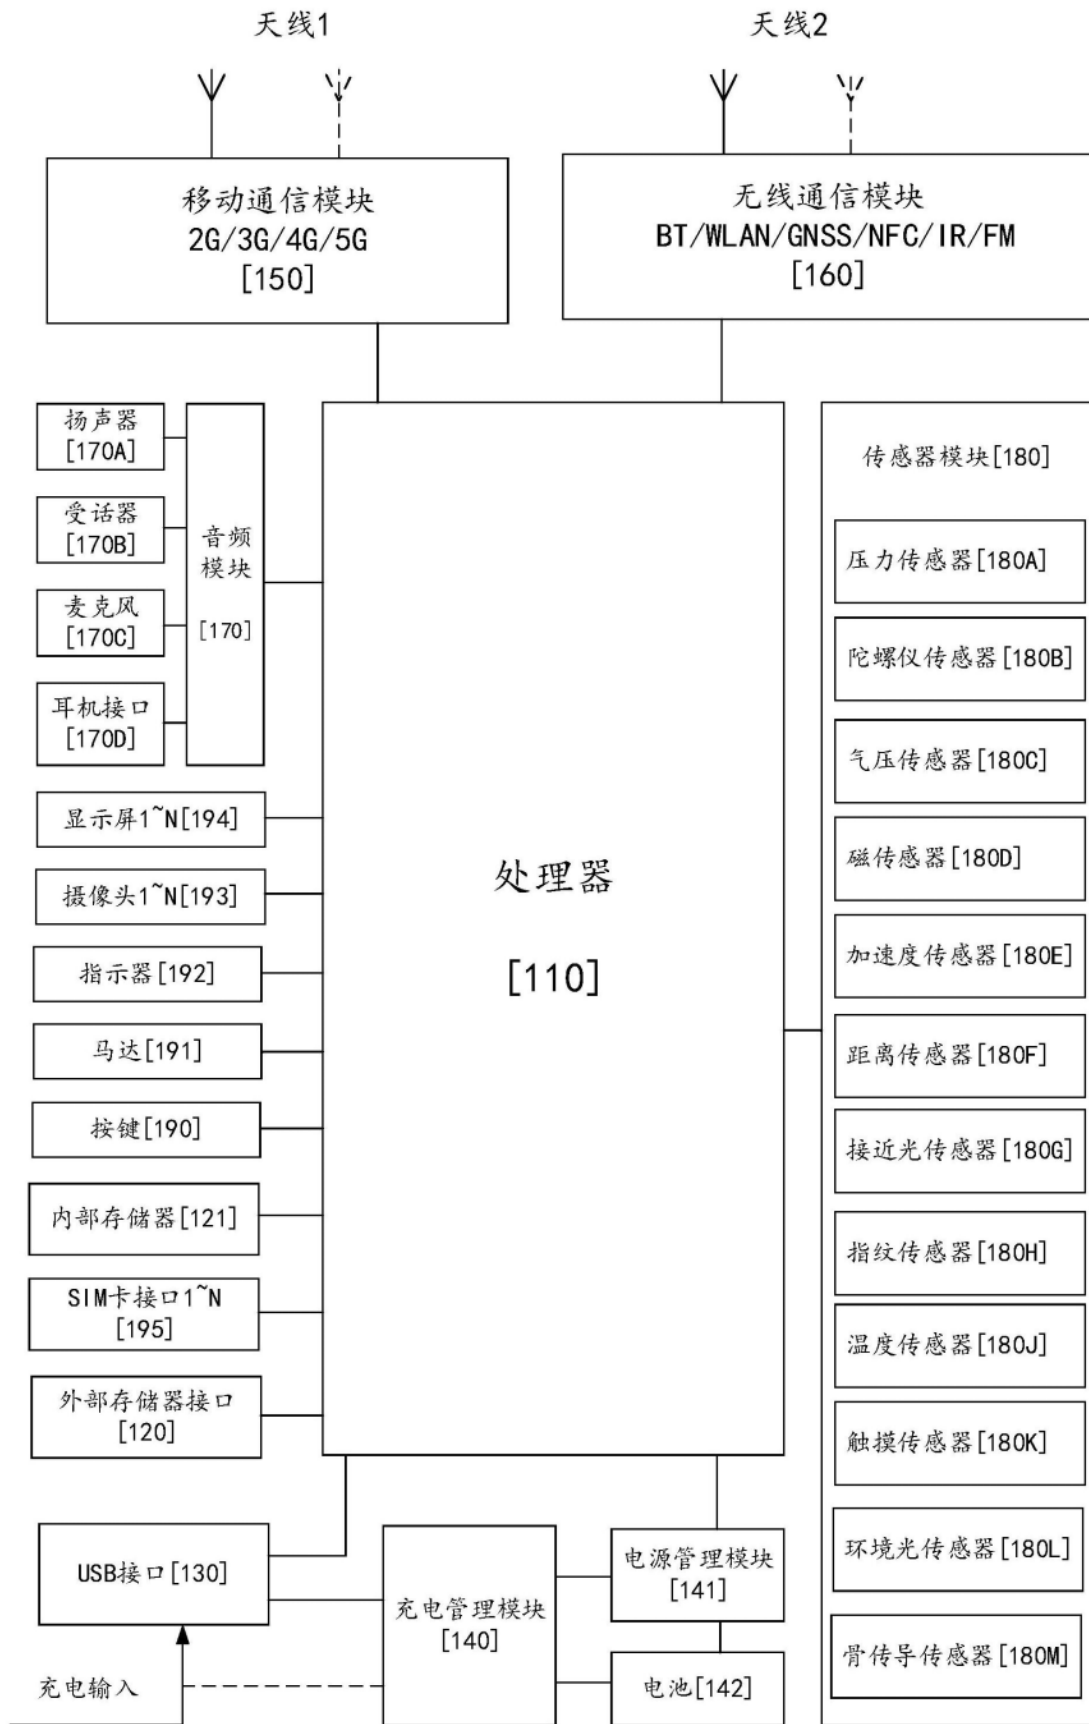 天线1
天线2
移动通信模块
2G/3G/4G/5G
[150]
无线通信模块
BT/WLAN/GNSS/NFC/IR/FM
[160]
扬声器
[170A]
受话器
[170B]
麦克风
[170C]
耳机接口
[170D]
音频
模块
[170]
显示屏1~N[194]
摄像头1~N[193]
指示器[192]
马达[191]
按键[190]
内部存储器[121]
SIM卡接口1~N
[195]
外部存储器接口
[120]
处理器
[110]
传感器模块[180]
压力传感器[180A]
陀螺仪传感器[180B]
气压传感器[180C]
磁传感器[180D]
加速度传感器[180E]
距离传感器[180F]
接近光传感器[180G]
指纹传感器[180H]
温度传感器[180J]
触摸传感器[180K]
环境光传感器[180L]
骨传导传感器[180M]
USB接口[130]
充电输入
充电管理模块
[140]
电源管理模块
[141]
电池[142]